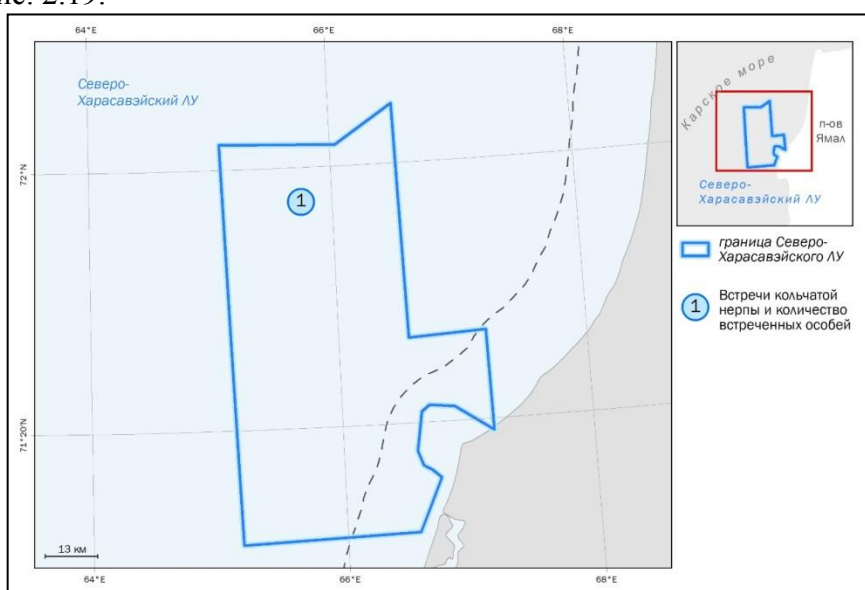 ис. 2.19.
64°E
66°E
68°E
Северо-
Харасавэйский ЛУ
72°N
71°20'N
1
13 км
64°E
66°E
68°E
Карское море
п-ов
Ямал
Северо-
Харасавэйский ЛУ
граница Северо-
Харасавэйского ЛУ
1
Встречи кольчатой
нерпы и количество
встреченных особей